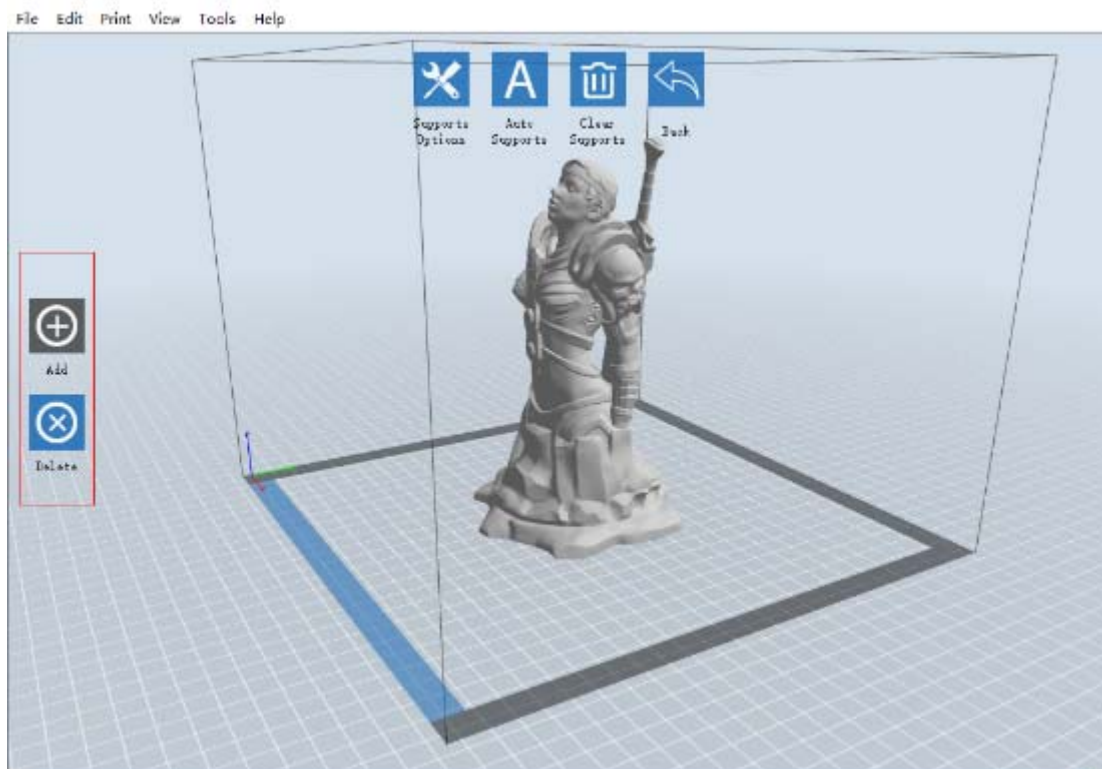 File Edit Print View Tools Help
Supports Auto Clear Back
Options Supports Supports
A
Add
Delete